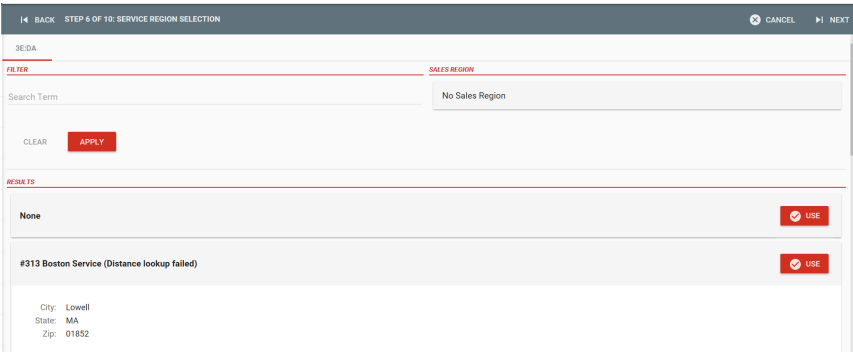 BACK STEP 6 OF 10: SERVICE REGION SELECTION CANCEL NEXT
3E:DA
FILTER SALES REGION
Search Term No Sales Region
CLEAR APPLY
RESULTS
None USE
#313 Boston Service (Distance lookup failed) USE
City: Lowell
State: MA
Zip: 01852